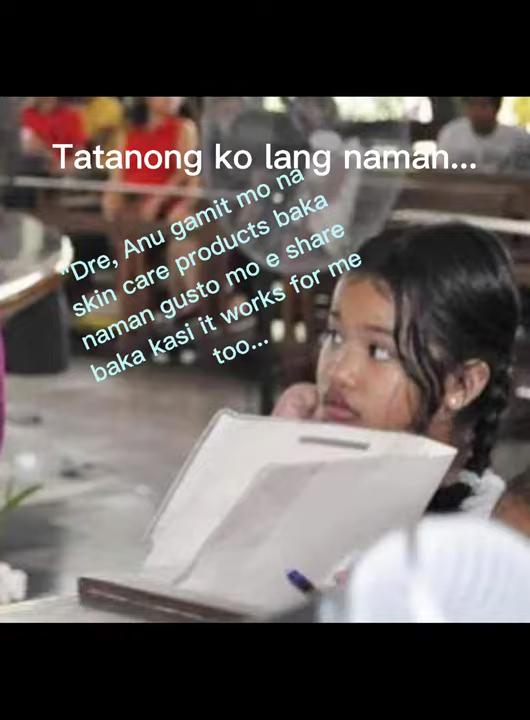 Tatanong ko lang naman...
"Dre, Anu gamit mo na
skin care products baka
naman gusto mo e share
baka kasi it works for me
too...